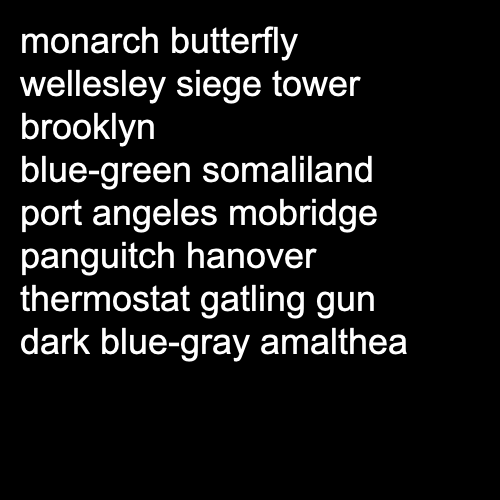 monarch butterfly
wellesley siege tower
brooklyn
blue-green somaliland
port angeles mobridge
panguitch hanover
thermostat gatling gun
dark blue-gray amalthea